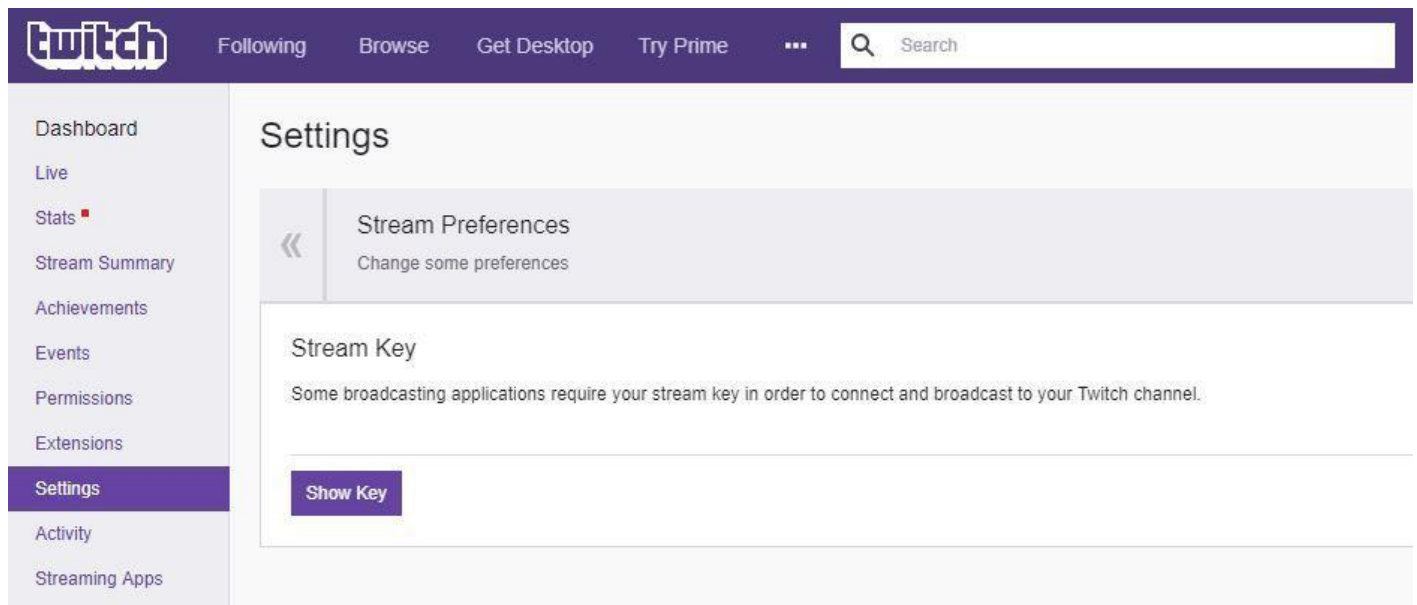 twitch Following Browse Get Desktop Try Prime ••• Search
Dashboard
Live
Stats
Stream Summary
Achievements
Events
Permissions
Extensions
Settings
Activity
Streaming Apps
Settings
«
Stream Preferences
Change some preferences
Stream Key
Some broadcasting applications require your stream key in order to connect and broadcast to your Twitch channel.
Show Key